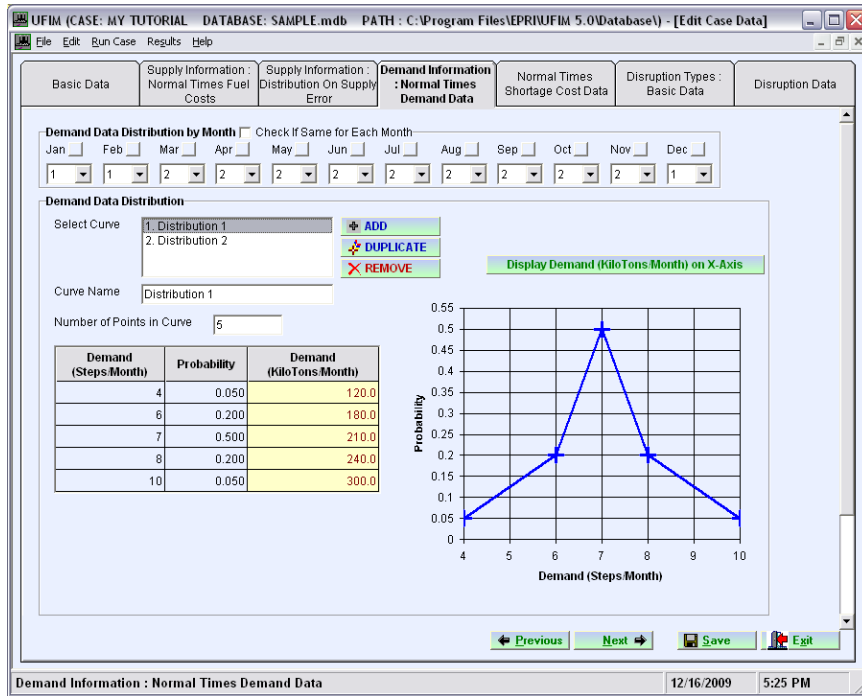 UFIM (CASE: MY TUTORIAL DATABASE: SAMPLE.mdb PATH : C:\Program Files\EPRI\UFIM 5.0\Database\) - [Edit Case Data]
File Edit Run Case Results Help
Basic Data
Supply Information : Normal Times Fuel Costs
Supply Information : Distribution On Supply Error
Demand Information : Normal Times Demand Data
Normal Times Shortage Cost Data
Disruption Types : Basic Data
Disruption Data
Demand Data Distribution by Month Check If Same for Each Month
Jan Feb Mar Apr May Jun Jul Aug Sep Oct Nov Dec
1 1 2 2 2 2 2 2 2 2 2 1
Demand Data Distribution
Select Curve
1. Distribution 1
2. Distribution 2
ADD
DUPLICATE
REMOVE
Display Demand (KiloTons/Month) on X-Axis
Curve Name Distribution 1
Number of Points in Curve 5
Demand (Steps/Month) Probability Demand (KiloTons/Month)
4 0.050 120.0
6 0.200 180.0
7 0.500 210.0
8 0.200 240.0
10 0.050 300.0
0.55
0.5
0.45
0.4
0.35
0.3
0.25
0.2
0.15
0.1
0.05
0
Probability
4 5 6 7 8 9 10
Demand (Steps/Month)
Previous Next Save Exit
Demand Information : Normal Times Demand Data 12/16/2009 5:25 PM